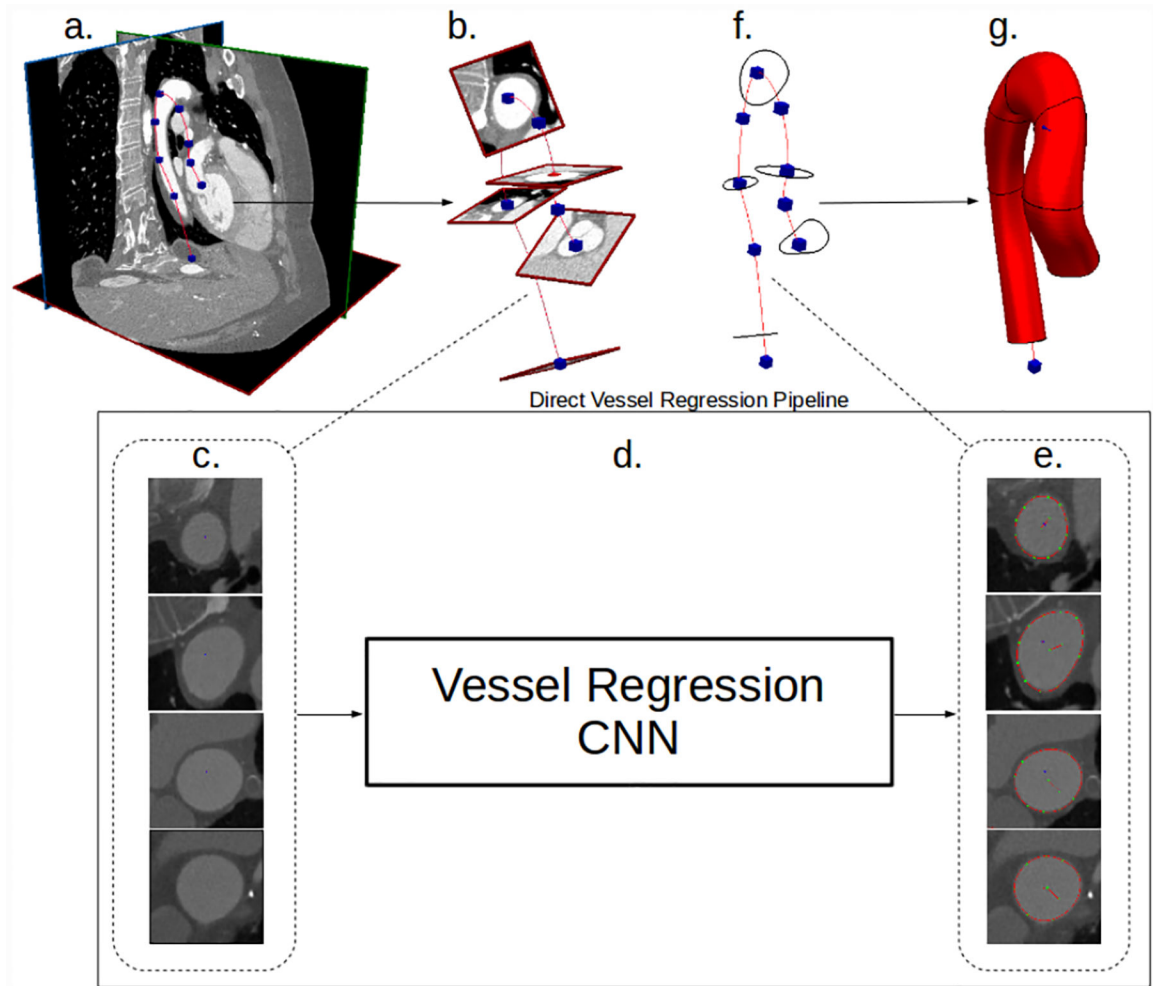 a.
b.
f.
g.
Direct Vessel Regression Pipeline
c.
d.
e.
Vessel Regression
CNN